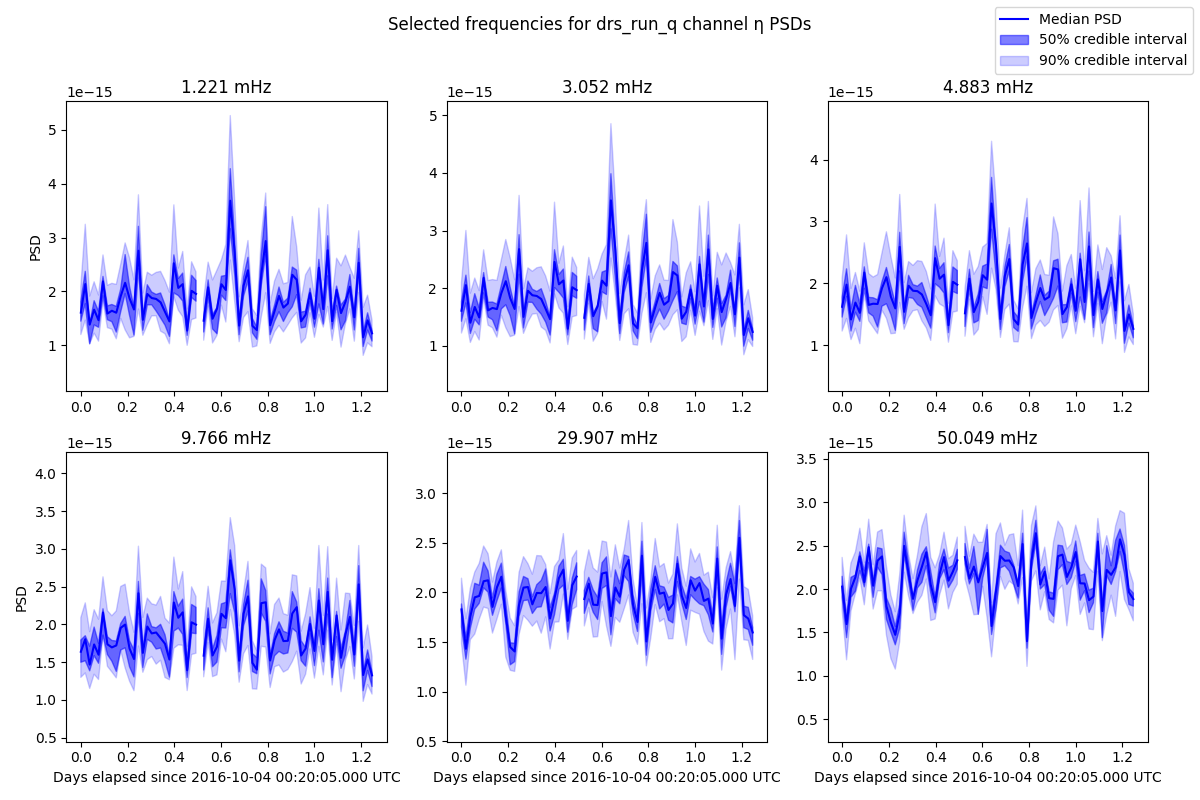 Selected frequencies for drs_run_q channel η PSDs
Median PSD
50% credible interval
90% credible interval
1.221 mHz
1e−15
5
4
3
2
1
PSD
0.0 0.2 0.4 0.6 0.8 1.0 1.2
3.052 mHz
1e−15
5
4
3
2
1
0.0 0.2 0.4 0.6 0.8 1.0 1.2
4.883 mHz
1e−15
4
3
2
1
0.0 0.2 0.4 0.6 0.8 1.0 1.2
9.766 mHz
1e−15
4.0
3.5
3.0
2.5
2.0
1.5
1.0
0.5
PSD
0.0 0.2 0.4 0.6 0.8 1.0 1.2
Days elapsed since 2016-10-04 00:20:05.000 UTC
29.907 mHz
1e−15
3.0
2.5
2.0
1.5
1.0
0.5
0.0 0.2 0.4 0.6 0.8 1.0 1.2
Days elapsed since 2016-10-04 00:20:05.000 UTC
50.049 mHz
1e−15
3.5
3.0
2.5
2.0
1.5
1.0
0.5
0.0 0.2 0.4 0.6 0.8 1.0 1.2
Days elapsed since 2016-10-04 00:20:05.000 UTC